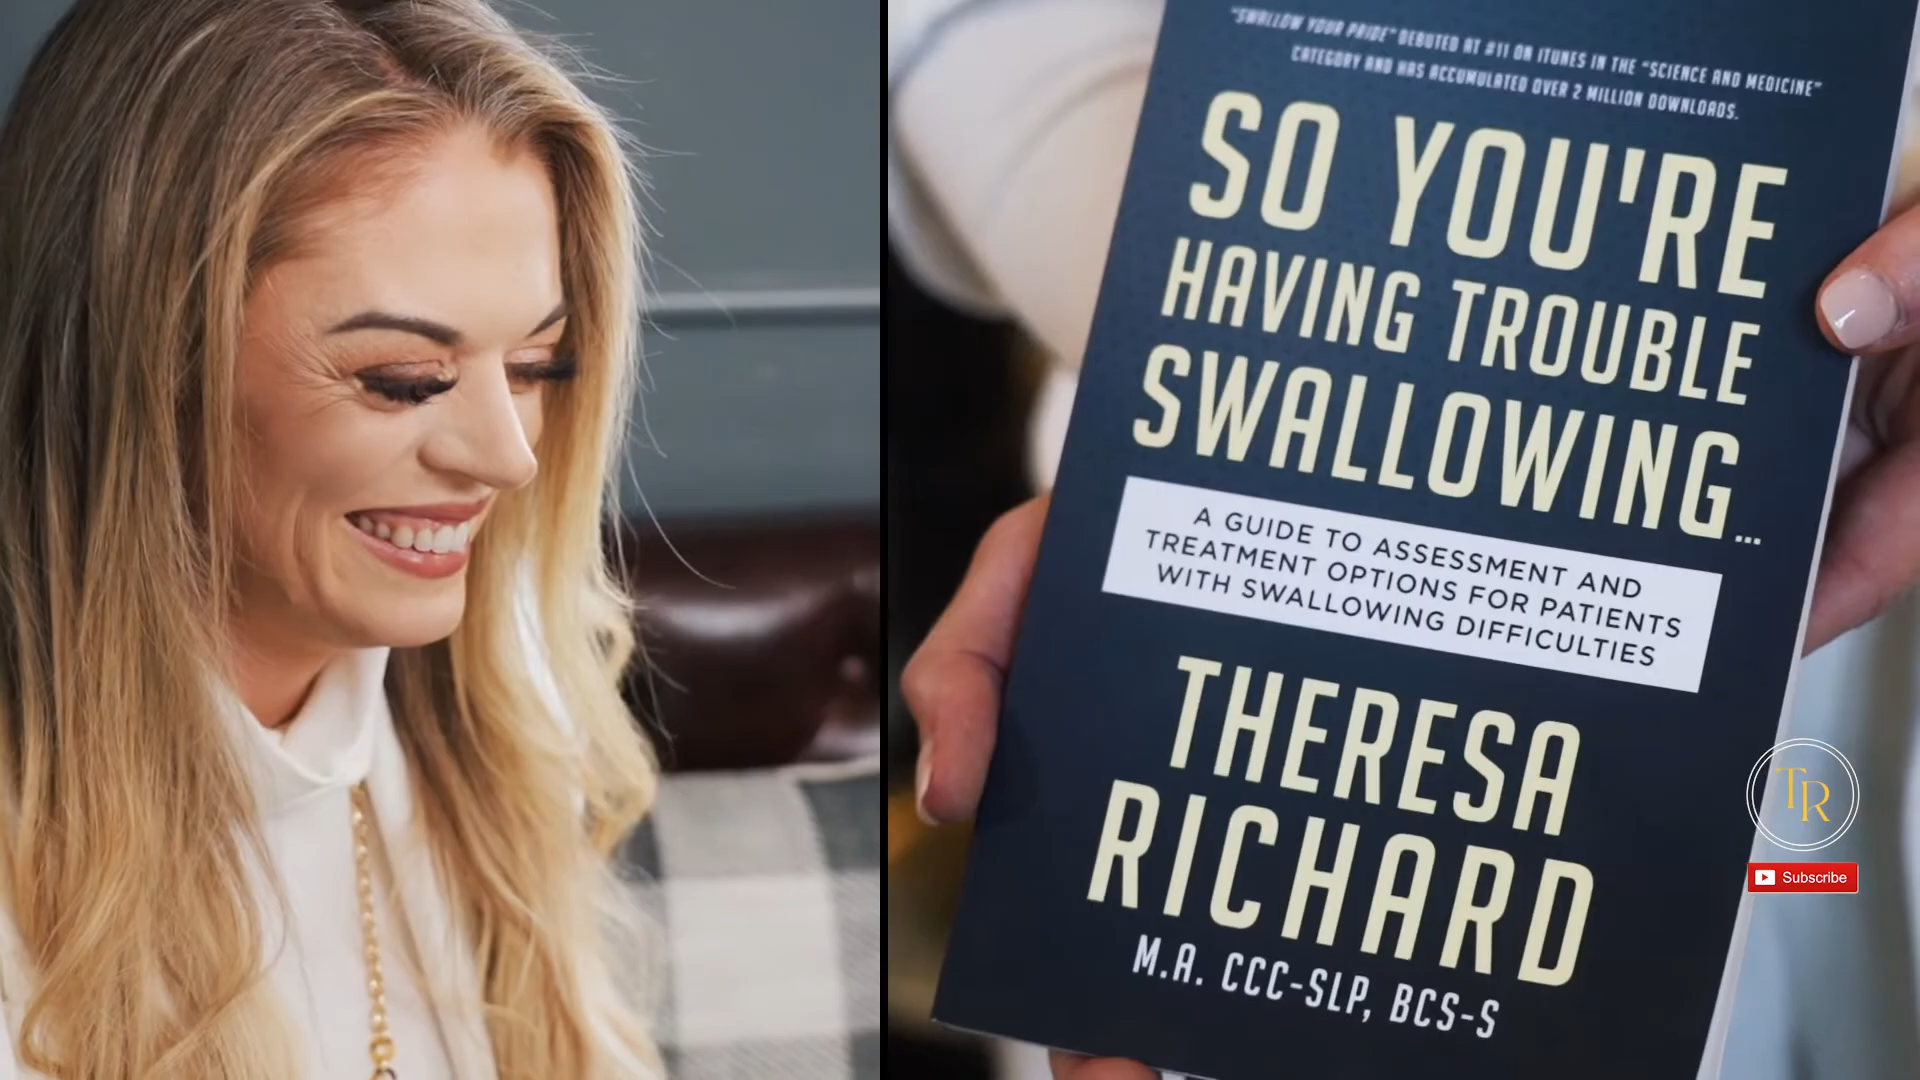 "SWALLOW YOUR PRIDE" DEBUTED AT #11 ON ITUNES IN THE "SCIENCE AND MEDICINE"
CATEGORY AND HAS ACCUMULATED OVER 2 MILLION DOWNLOADS.
SO YOU'RE
HAVING TROUBLE
SWALLOWING...
A GUIDE TO ASSESSMENT AND
TREATMENT OPTIONS FOR PATIENTS
WITH SWALLOWING DIFFICULTIES
THERESA
RICHARD
M.A. CCC-SLP, BCS-S
TR
Subscribe